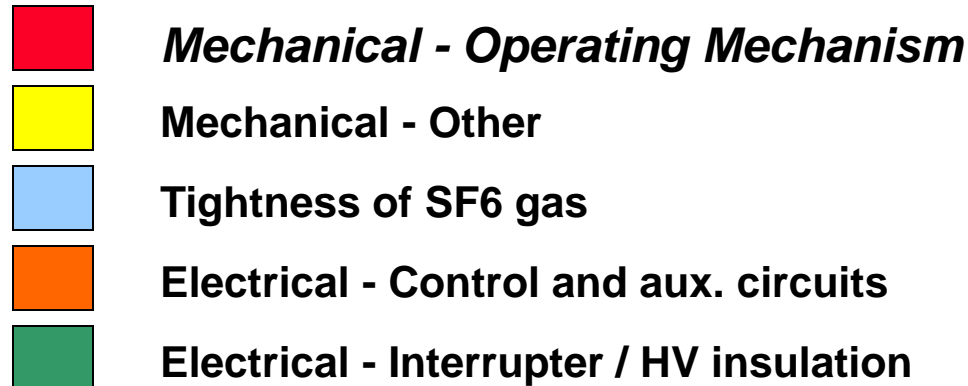 Mechanical - Operating Mechanism
Mechanical - Other
Tightness of SF6 gas
Electrical - Control and aux. circuits
Electrical - Interrupter / HV insulation